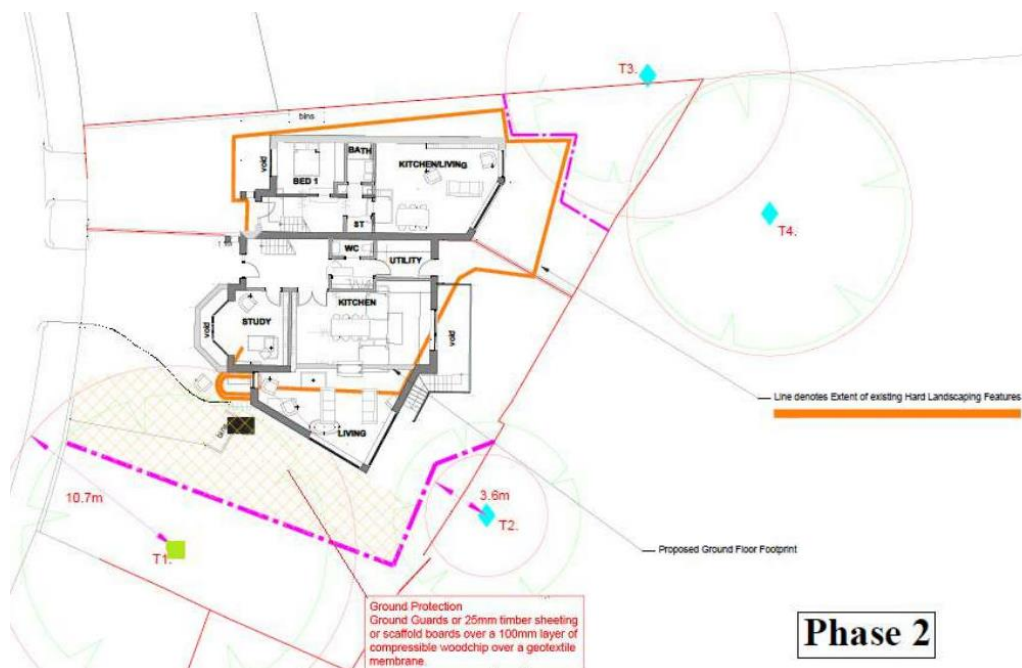 T3.
bins
BATH
void
KITCHEN/LIVING
BED 1
ST
T4.
WC
UTILITY
KITCHEN
void
STUDY
void
Line denotes Extent of existing Hard Landscaping Features
bins
LIVING
10.7m
3.6m
T2.
T1.
Proposed Ground Floor Footprint
Ground Protection
Ground Guards or 25mm timber sheeting
or scaffold boards over a 100mm layer of
compressible woodchip over a geotextile
membrane.
Phase 2